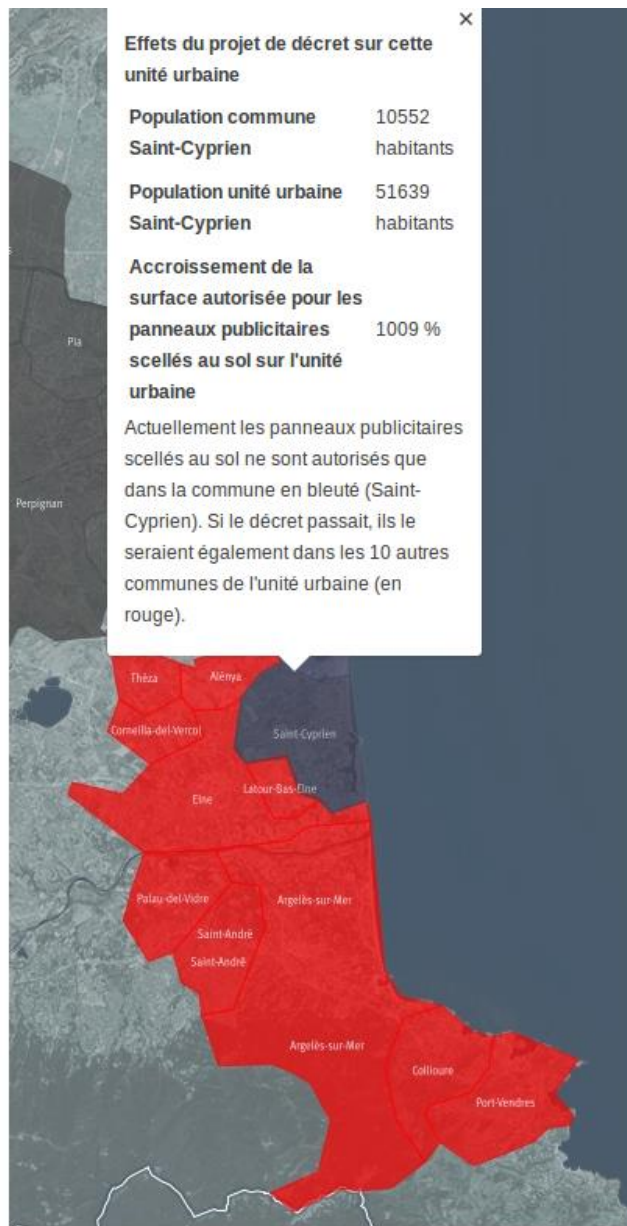 ×
Effets du projet de décret sur cette
unité urbaine
Population commune 10552
Saint-Cyprien habitants
Population unité urbaine 51639
Saint-Cyprien habitants
Accroissement de la
surface autorisée pour les
panneaux publicitaires 1009 %
scellés au sol sur l'unité
urbaine
Actuellement les panneaux publicitaires
scellés au sol ne sont autorisés que
dans la commune en bleuté (Saint-
Cyprien). Si le décret passait, ils le
seraient également dans les 10 autres
communes de l'unité urbaine (en
rouge).
Pia
Perpignan
Théza
Alénya
Corneilla-del-Vercol
Saint-Cyprien
Latour-Bas-Elne
Elne
Palau-del-Vidre
Argelès-sur-Mer
Saint-André
Saint-André
Argelès-sur-Mer
Collioure
Port-Vendres